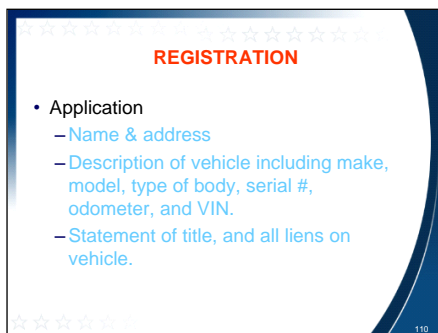 REGISTRATION
• Application
– Name & address
– Description of vehicle including make,
model, type of body, serial #,
odometer, and VIN.
– Statement of title, and all liens on
vehicle.
110